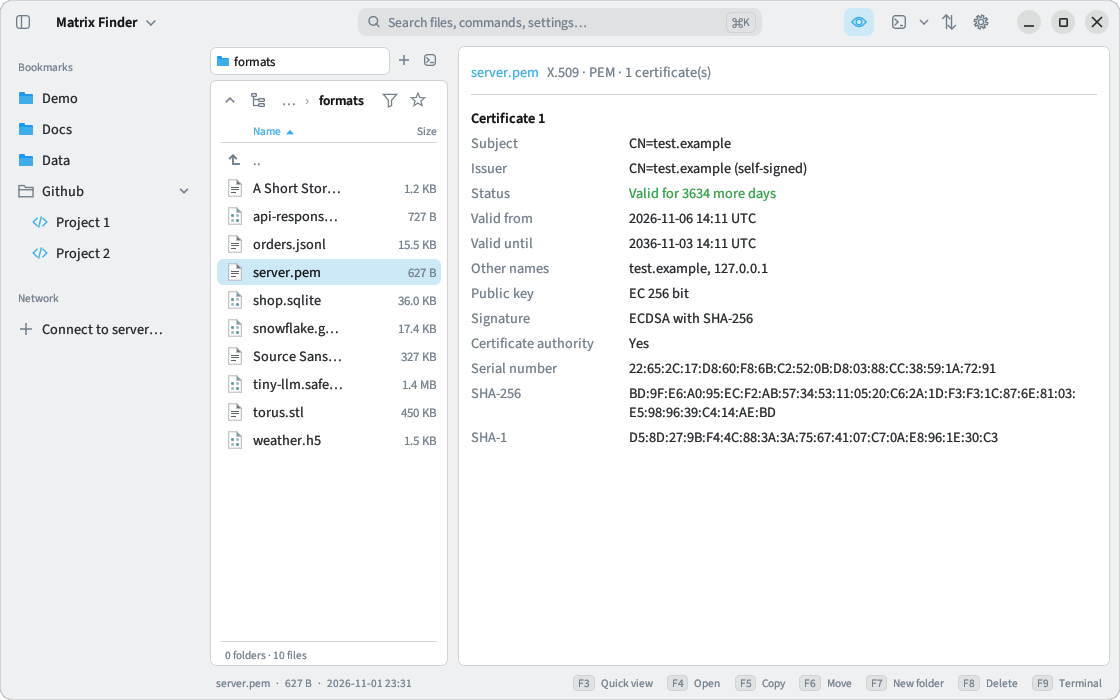 Matrix Finder
Search files, commands, settings…
⌘K
Bookmarks
Demo
Docs
Data
Github
Project 1
Project 2
Network
Connect to server…
formats
… › formats
Name Size
..
A Short Stor… 1.2 KB
api-respons… 727 B
orders.jsonl 15.5 KB
server.pem 627 B
shop.sqlite 36.0 KB
snowflake.g… 17.4 KB
Source Sans… 327 KB
tiny-llm.safe… 1.4 MB
torus.stl 450 KB
weather.h5 1.5 KB
0 folders · 10 files
server.pem X.509 · PEM · 1 certificate(s)
Certificate 1
Subject CN=test.example
Issuer CN=test.example (self-signed)
Status Valid for 3634 more days
Valid from 2026-11-06 14:11 UTC
Valid until 2036-11-03 14:11 UTC
Other names test.example, 127.0.0.1
Public key EC 256 bit
Signature ECDSA with SHA-256
Certificate authority Yes
Serial number 22:65:2C:17:D8:60:F8:6B:C2:52:0B:D8:03:88:CC:38:59:1A:72:91
SHA-256 BD:9F:E6:A0:95:EC:F2:AB:57:34:53:11:05:20:C6:2A:1D:F3:F3:1C:87:6E:81:03:
E5:98:96:39:C4:14:AE:BD
SHA-1 D5:8D:27:9B:F4:4C:88:3A:3A:75:67:41:07:C7:0A:E8:96:1E:30:C3
server.pem · 627 B · 2026-11-01 23:31
F3 Quick view F4 Open F5 Copy F6 Move F7 New folder F8 Delete F9 Terminal